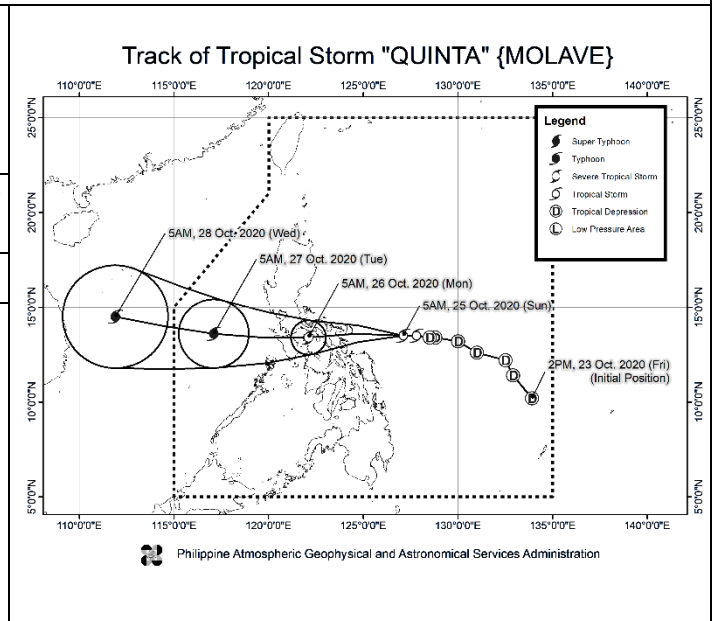 Track of Tropical Storm "QUINTA" {MOLAVE}
110°0'0"E 115°0'0"E 120°0'0"E 125°0'0"E 130°0'0"E 135°0'0"E 140°0'0"E
25°0'0"N 25°0'0"N
Legend
Super Typhoon
Typhoon
Severe Tropical Storm
Tropical Storm
D Tropical Depression
L Low Pressure Area
20°0'0"N 20°0'0"N
5AM, 28 Oct. 2020 (Wed)
5AM, 27 Oct. 2020 (Tue)
5AM, 26 Oct. 2020 (Mon)
5AM, 25 Oct. 2020 (Sun)
15°0'0"N 15°0'0"N
D D D D D D D
2PM, 23 Oct. 2020 (Fri)
(Initial Position)
10°0'0"N 10°0'0"N
5°0'0"N 5°0'0"N
110°0'0"E 115°0'0"E 120°0'0"E 125°0'0"E 130°0'0"E 135°0'0"E 140°0'0"E
Philippine Atmospheric Geophysical and Astronomical Services Administration